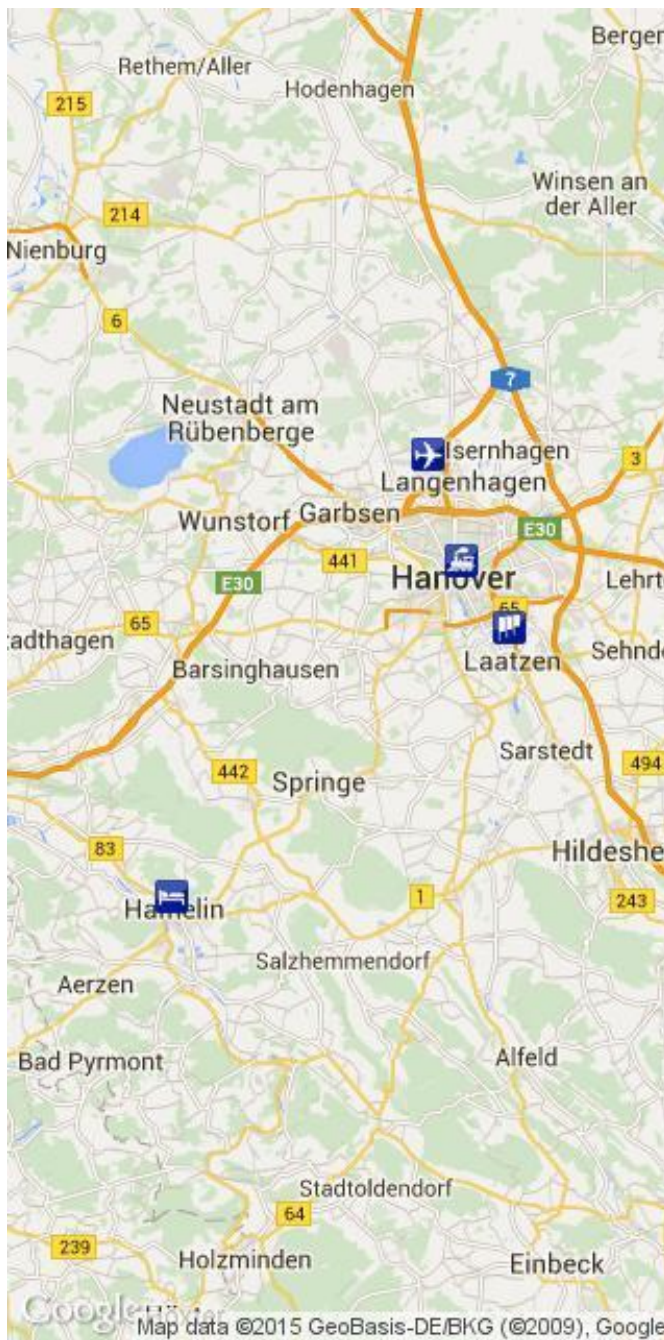 Bergen
Rethem/Aller
Hodenhagen
215
Winsen an
der Aller
214
Nienburg
6
7
Neustadt am
Rübenberge
Isernhagen
3
Langenhagen
Wunstorf
Garbsen
E30
441
E30
Hanover
Lehrt
65
65
tadthagen
Laatzen
Sehnde
Barsinghausen
Sarstedt
442
Springe
494
83
Hildeshe
1
243
Hamelin
Salzhemmendorf
Aerzen
Bad Pyrmont
Alfeld
Stadtoldendorf
64
239
Holzminden
Einbeck
Google
Map data ©2015 GeoBasis-DE/BKG (©2009), Google